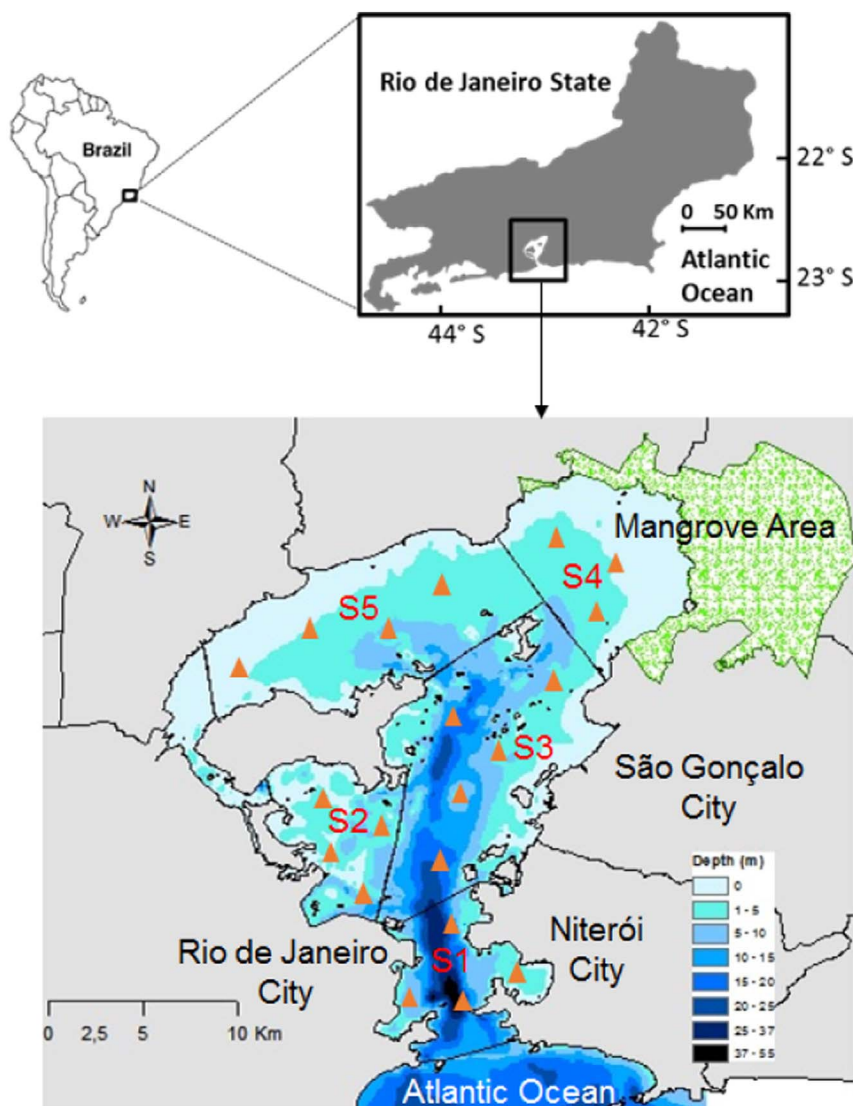 Brazil
Rio de Janeiro State
22° S
0 50 Km
Atlantic
Ocean
23° S
44° S
42° S
N
W E
S
Mangrove Area
S4
S5
S3
São Gonçalo
City
S2
Depth (m)
0
1 - 5
5 - 10
10 - 15
15 - 20
20 - 25
25 - 37
37 - 55
Rio de Janeiro
City
Niterói
City
S1
0 2,5 5 10 Km
Atlantic Ocean